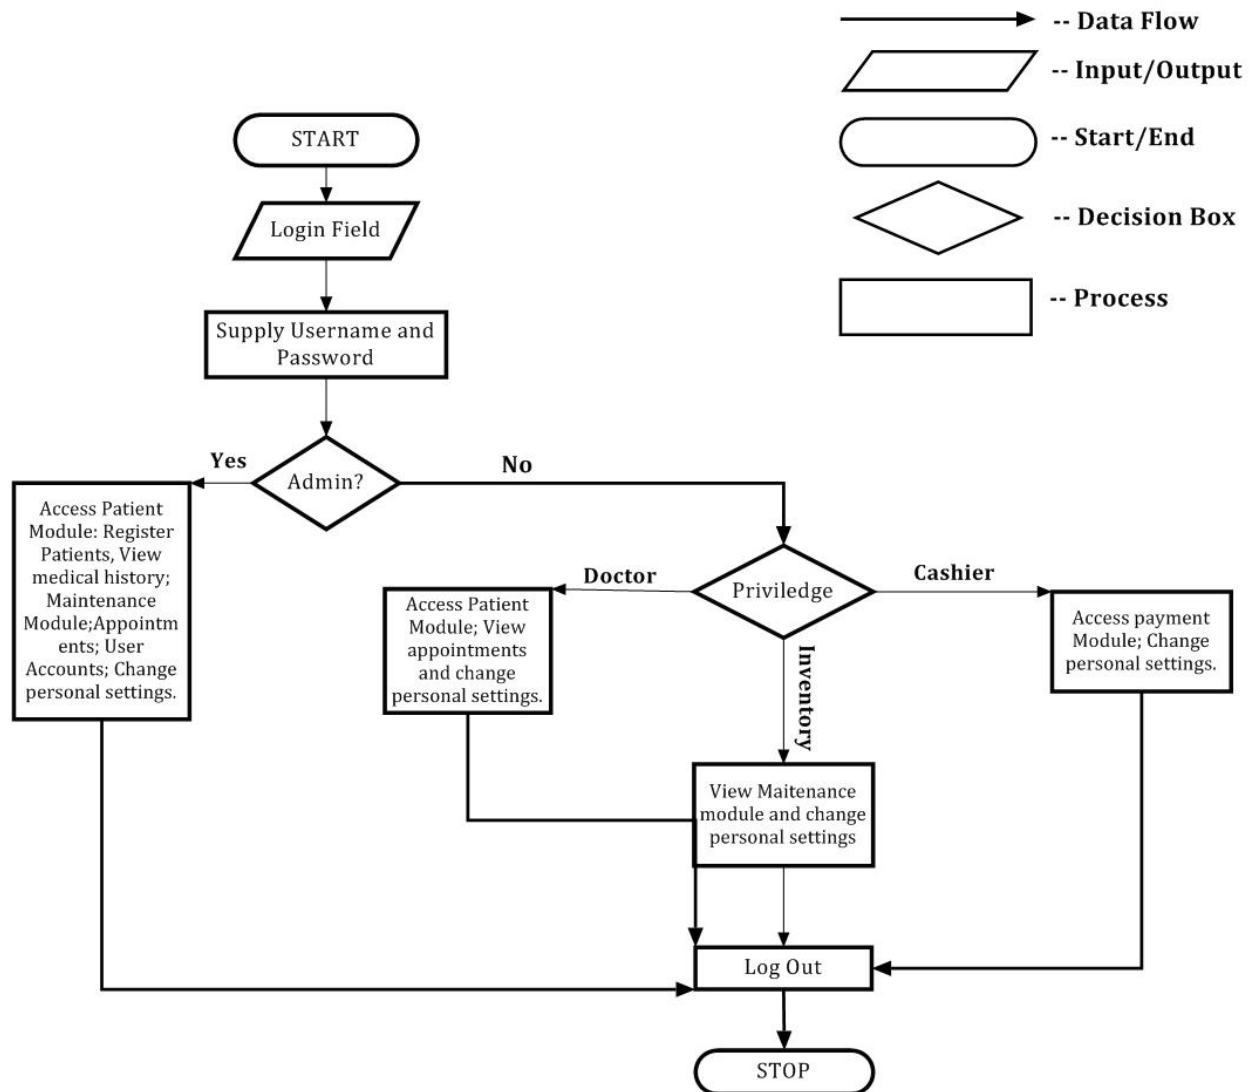 -- Data Flow
-- Input/Output
-- Start/End
-- Decision Box
-- Process
START
Login Field
Supply Username and
Password
Admin?
Yes
No
Access Patient
Module: Register
Patients, View
medical history;
Maintenance
Module;Appointm
ents; User
Accounts; Change
personal settings.
Priviledge
Doctor
Cashier
Inventory
Access Patient
Module; View
appointments
and change
personal settings.
Access payment
Module; Change
personal settings.
View Maitenance
module and change
personal settings
Log Out
STOP